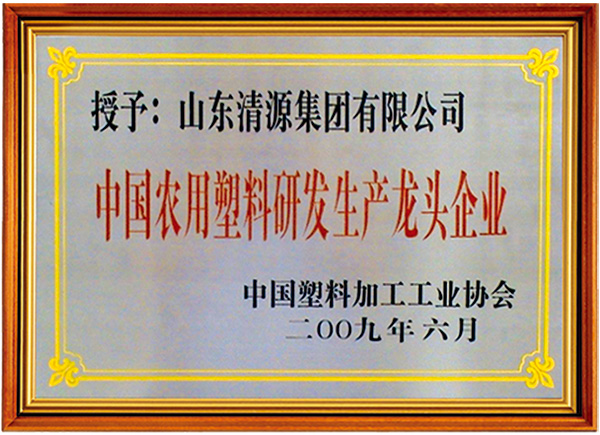 授予：山东清源集团有限公司
中国农用塑料研发生产龙头企业
中国塑料加工工业协会
二〇〇九年六月